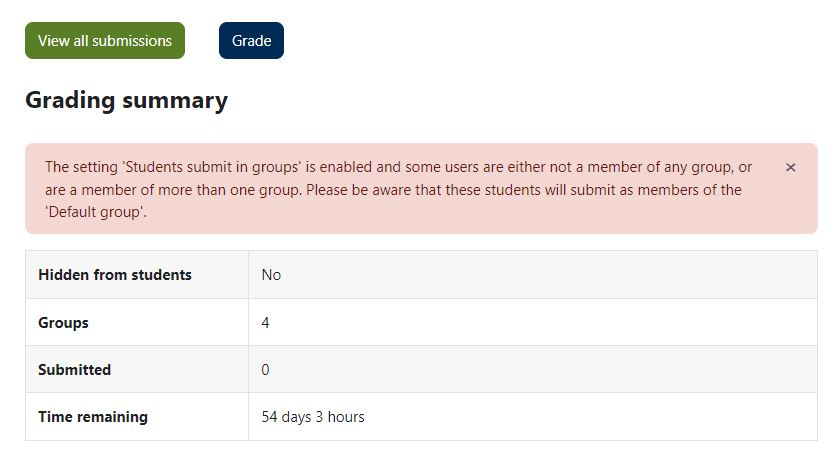 View all submissions
Grade
Grading summary
The setting 'Students submit in groups' is enabled and some users are either not a member of any group, or
are a member of more than one group. Please be aware that these students will submit as members of the
'Default group'.
×
Hidden from students No
Groups 4
Submitted 0
Time remaining 54 days 3 hours